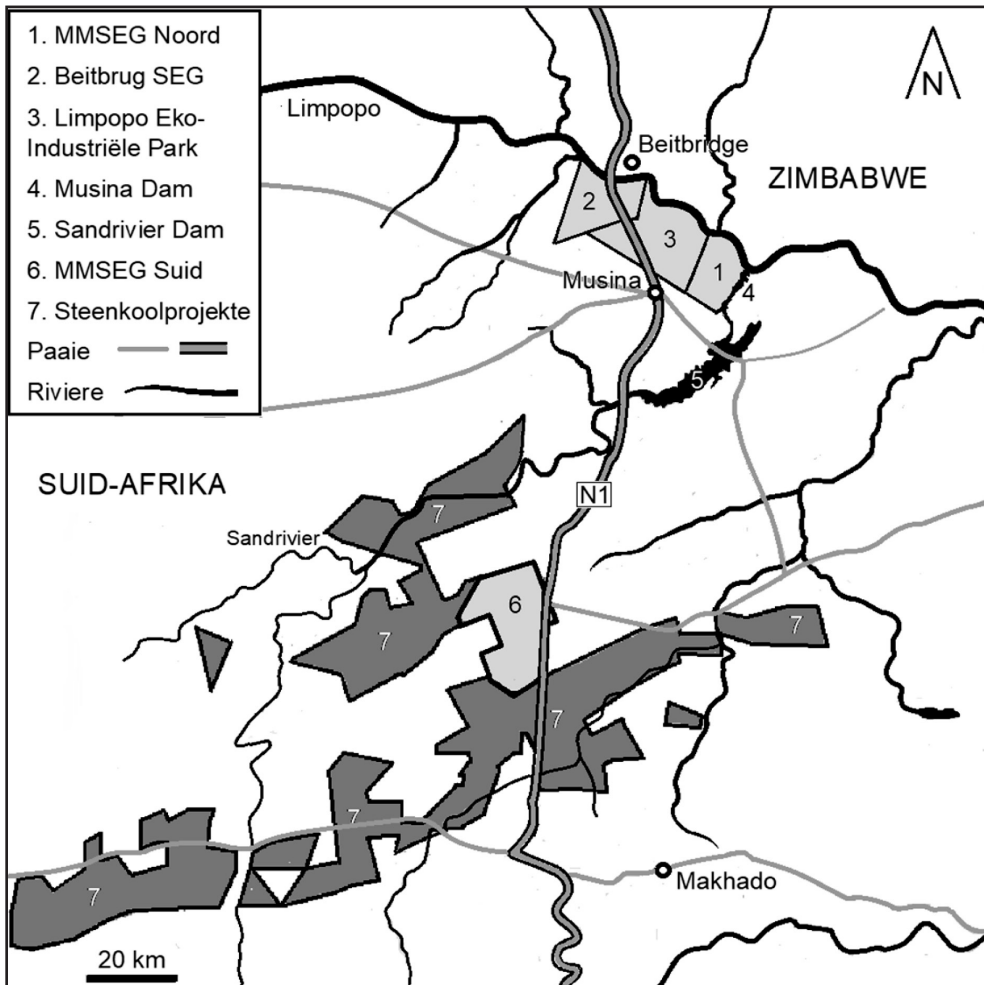 1. MMSEG Noord
2. Beitbrug SEG
3. Limpopo Eko-
Industriële Park
4. Musina Dam
5. Sandrivier Dam
6. MMSEG Suid
7. Steenkoolprojekte
Paaie
Riviere
N
Limpopo
Beitbridge
ZIMBABWE
2
3
1
Musina
4
5
SUID-AFRIKA
N1
7
Sandrivier
6
7
7
7
7
7
Makhado
20 km